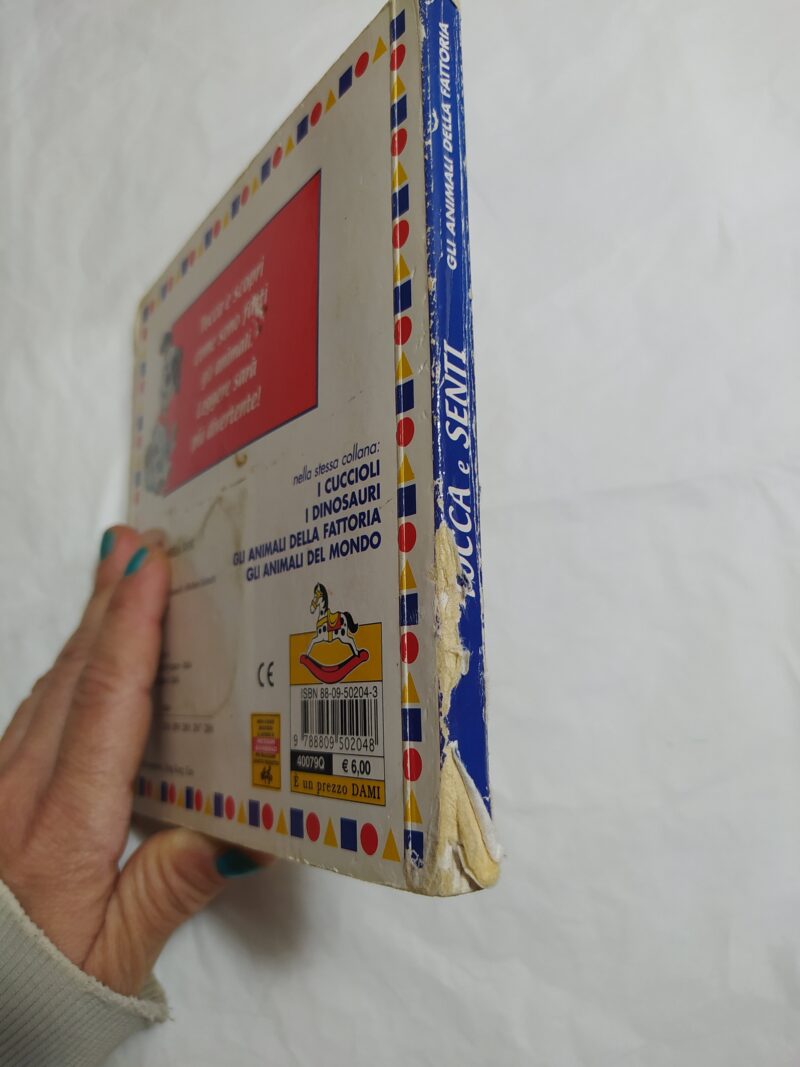 GLI ANIMALI DELLA FATTORIA
TOCCA e SENTI
Tocca e scopri
come sono fatti
gli animali.
Leggere sarà
più divertente!
nella stessa collana:
I CUCCIOLI
I DINOSAURI
GLI ANIMALI DELLA FATTORIA
GLI ANIMALI DEL MONDO
CE
ISBN 88-09-50204-3
9 788809 502048
40079Q € 6,00
È un prezzo DAMI